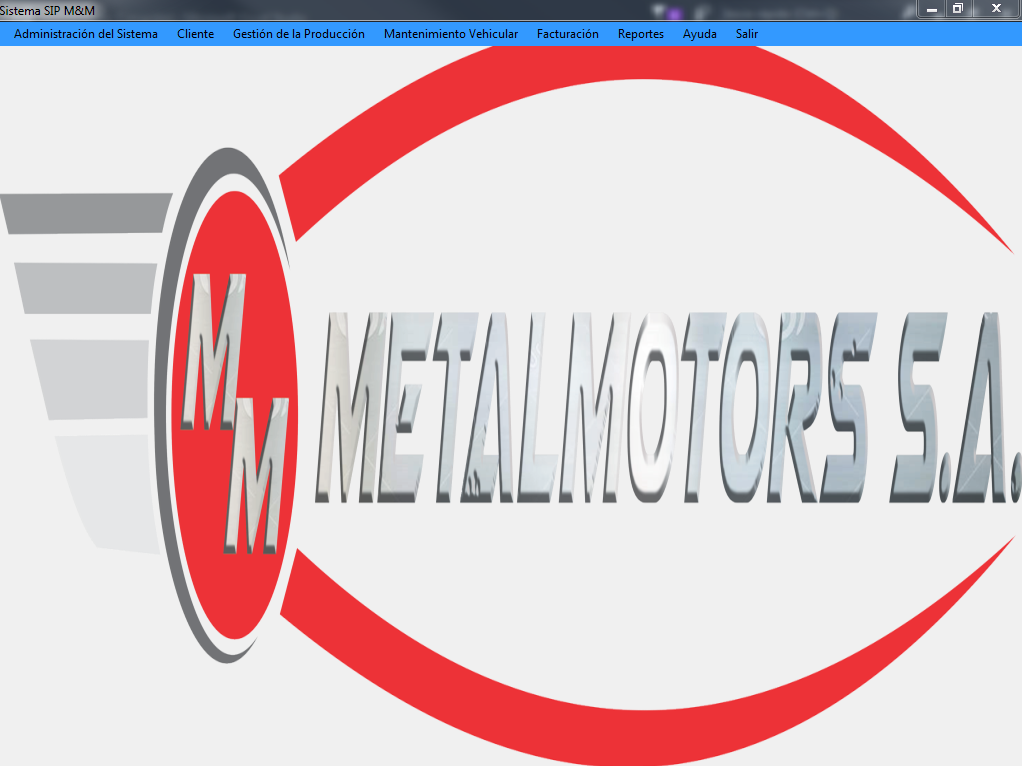 Sistema SIP M&M
Administración del Sistema Cliente Gestión de la Producción Mantenimiento Vehicular Facturación Reportes Ayuda Salir
M
M
METALMOTORS S.A.